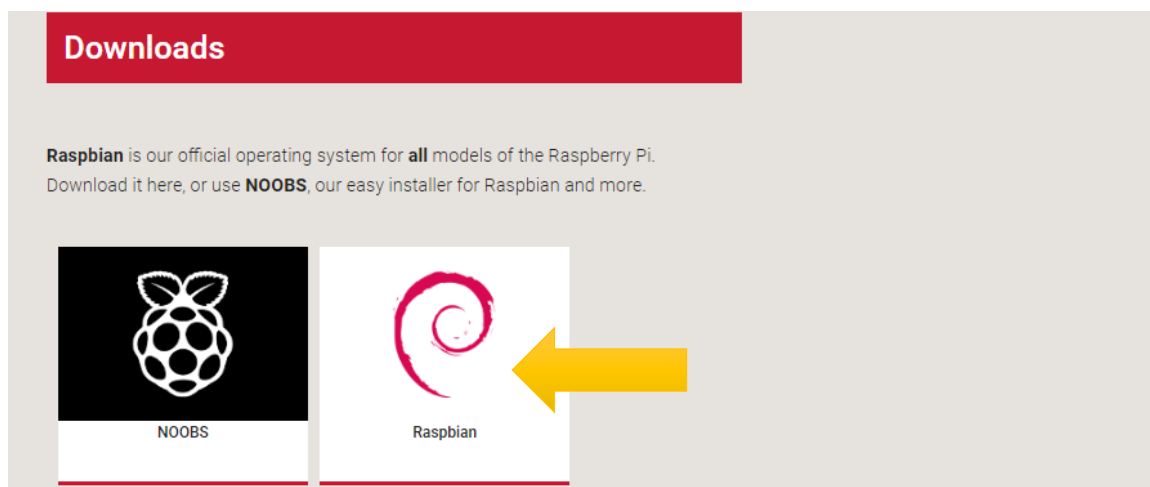 Downloads
Raspbian is our official operating system for all models of the Raspberry Pi.
Download it here, or use NOOBS, our easy installer for Raspbian and more.
NOOBS
Raspbian